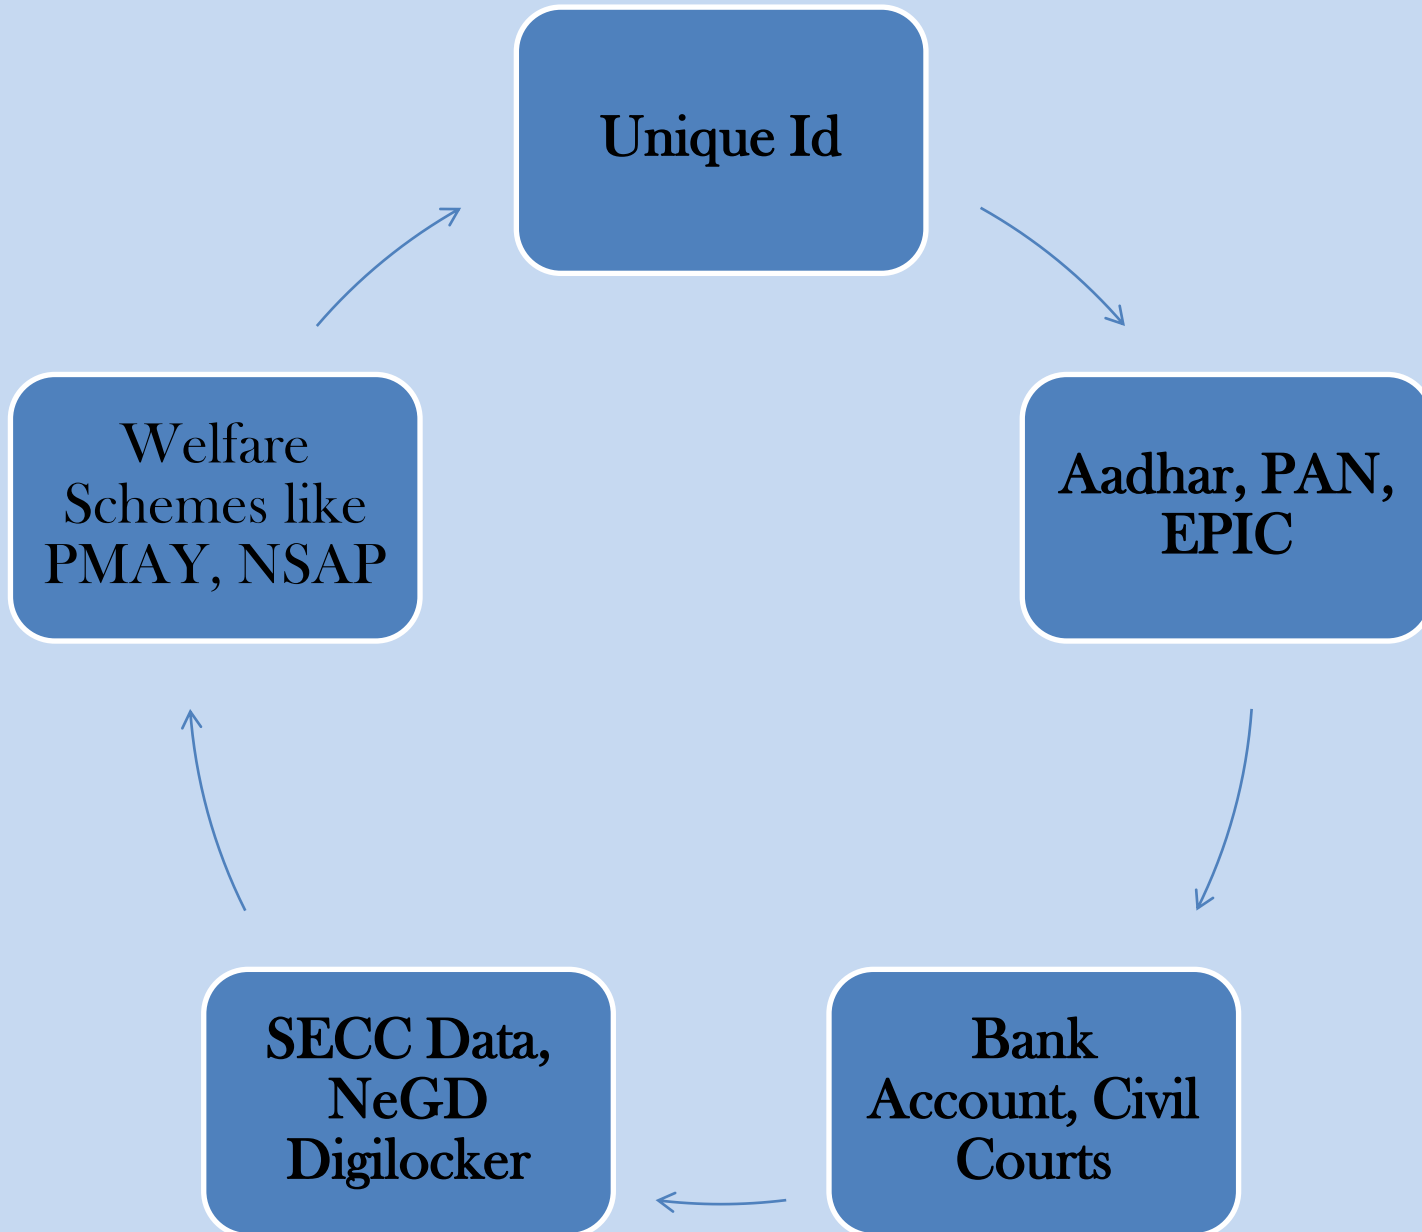 Unique Id
Aadhar, PAN,
EPIC
Bank
Account, Civil
Courts
SECC Data,
NeGD
Digilocker
Welfare
Schemes like
PMAY, NSAP